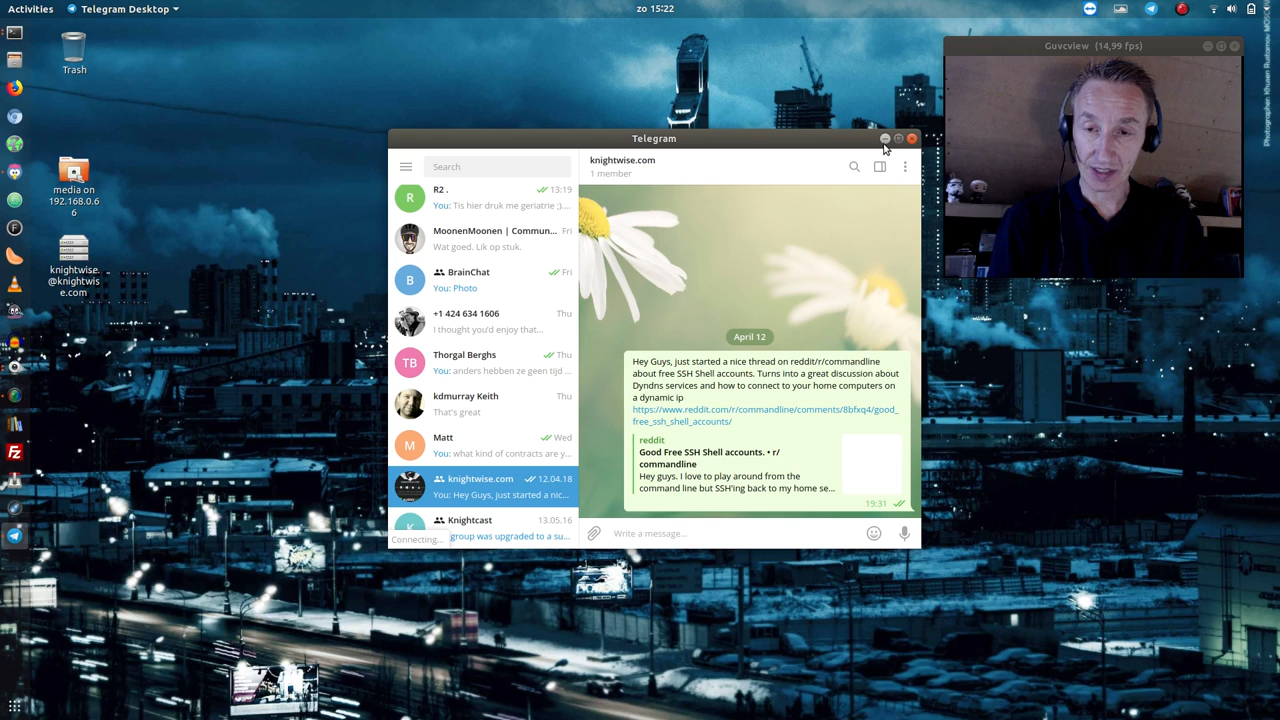 Activities
Telegram Desktop
zo 15:22
Guvcview (14,99 fps)
Trash
media on
192.168.0.6
6
knightwise
@knightwis
e.com
Telegram
Search
R2 .
13:19
You: Tis hier druk me geriatrie ;)....
MoonenMoonen | Commun...
Fri
Wat goed. Lik op stuk.
B
BrainChat
Fri
You: Photo
+1 424 634 1606
Thu
I thought you'd enjoy that...
TB
Thorgal Berghs
Thu
You: anders hebben ze geen tijd ...
kdmurray Keith
Thu
That's great
M
Matt
Wed
You: what kind of contracts are y...
knightwise.com
12.04.18
You: Hey Guys, just started a nic...
K
Knightcast
13.05.16
group was upgraded to a su...
Connecting...
R
knightwise.com
1 member
April 12
Hey Guys, just started a nice thread on reddit/r/commandline
about free SSH Shell accounts. Turns into a great discussion about
Dyndns services and how to connect to your home computers on
a dynamic ip
https://www.reddit.com/r/commandline/comments/8bfxq4/good_
free_ssh_shell_accounts/
reddit
Good Free SSH Shell accounts. • r/
commandline
Hey guys. I love to play around from the
command line but SSH'ing back to my home se...
19:31
Write a message...